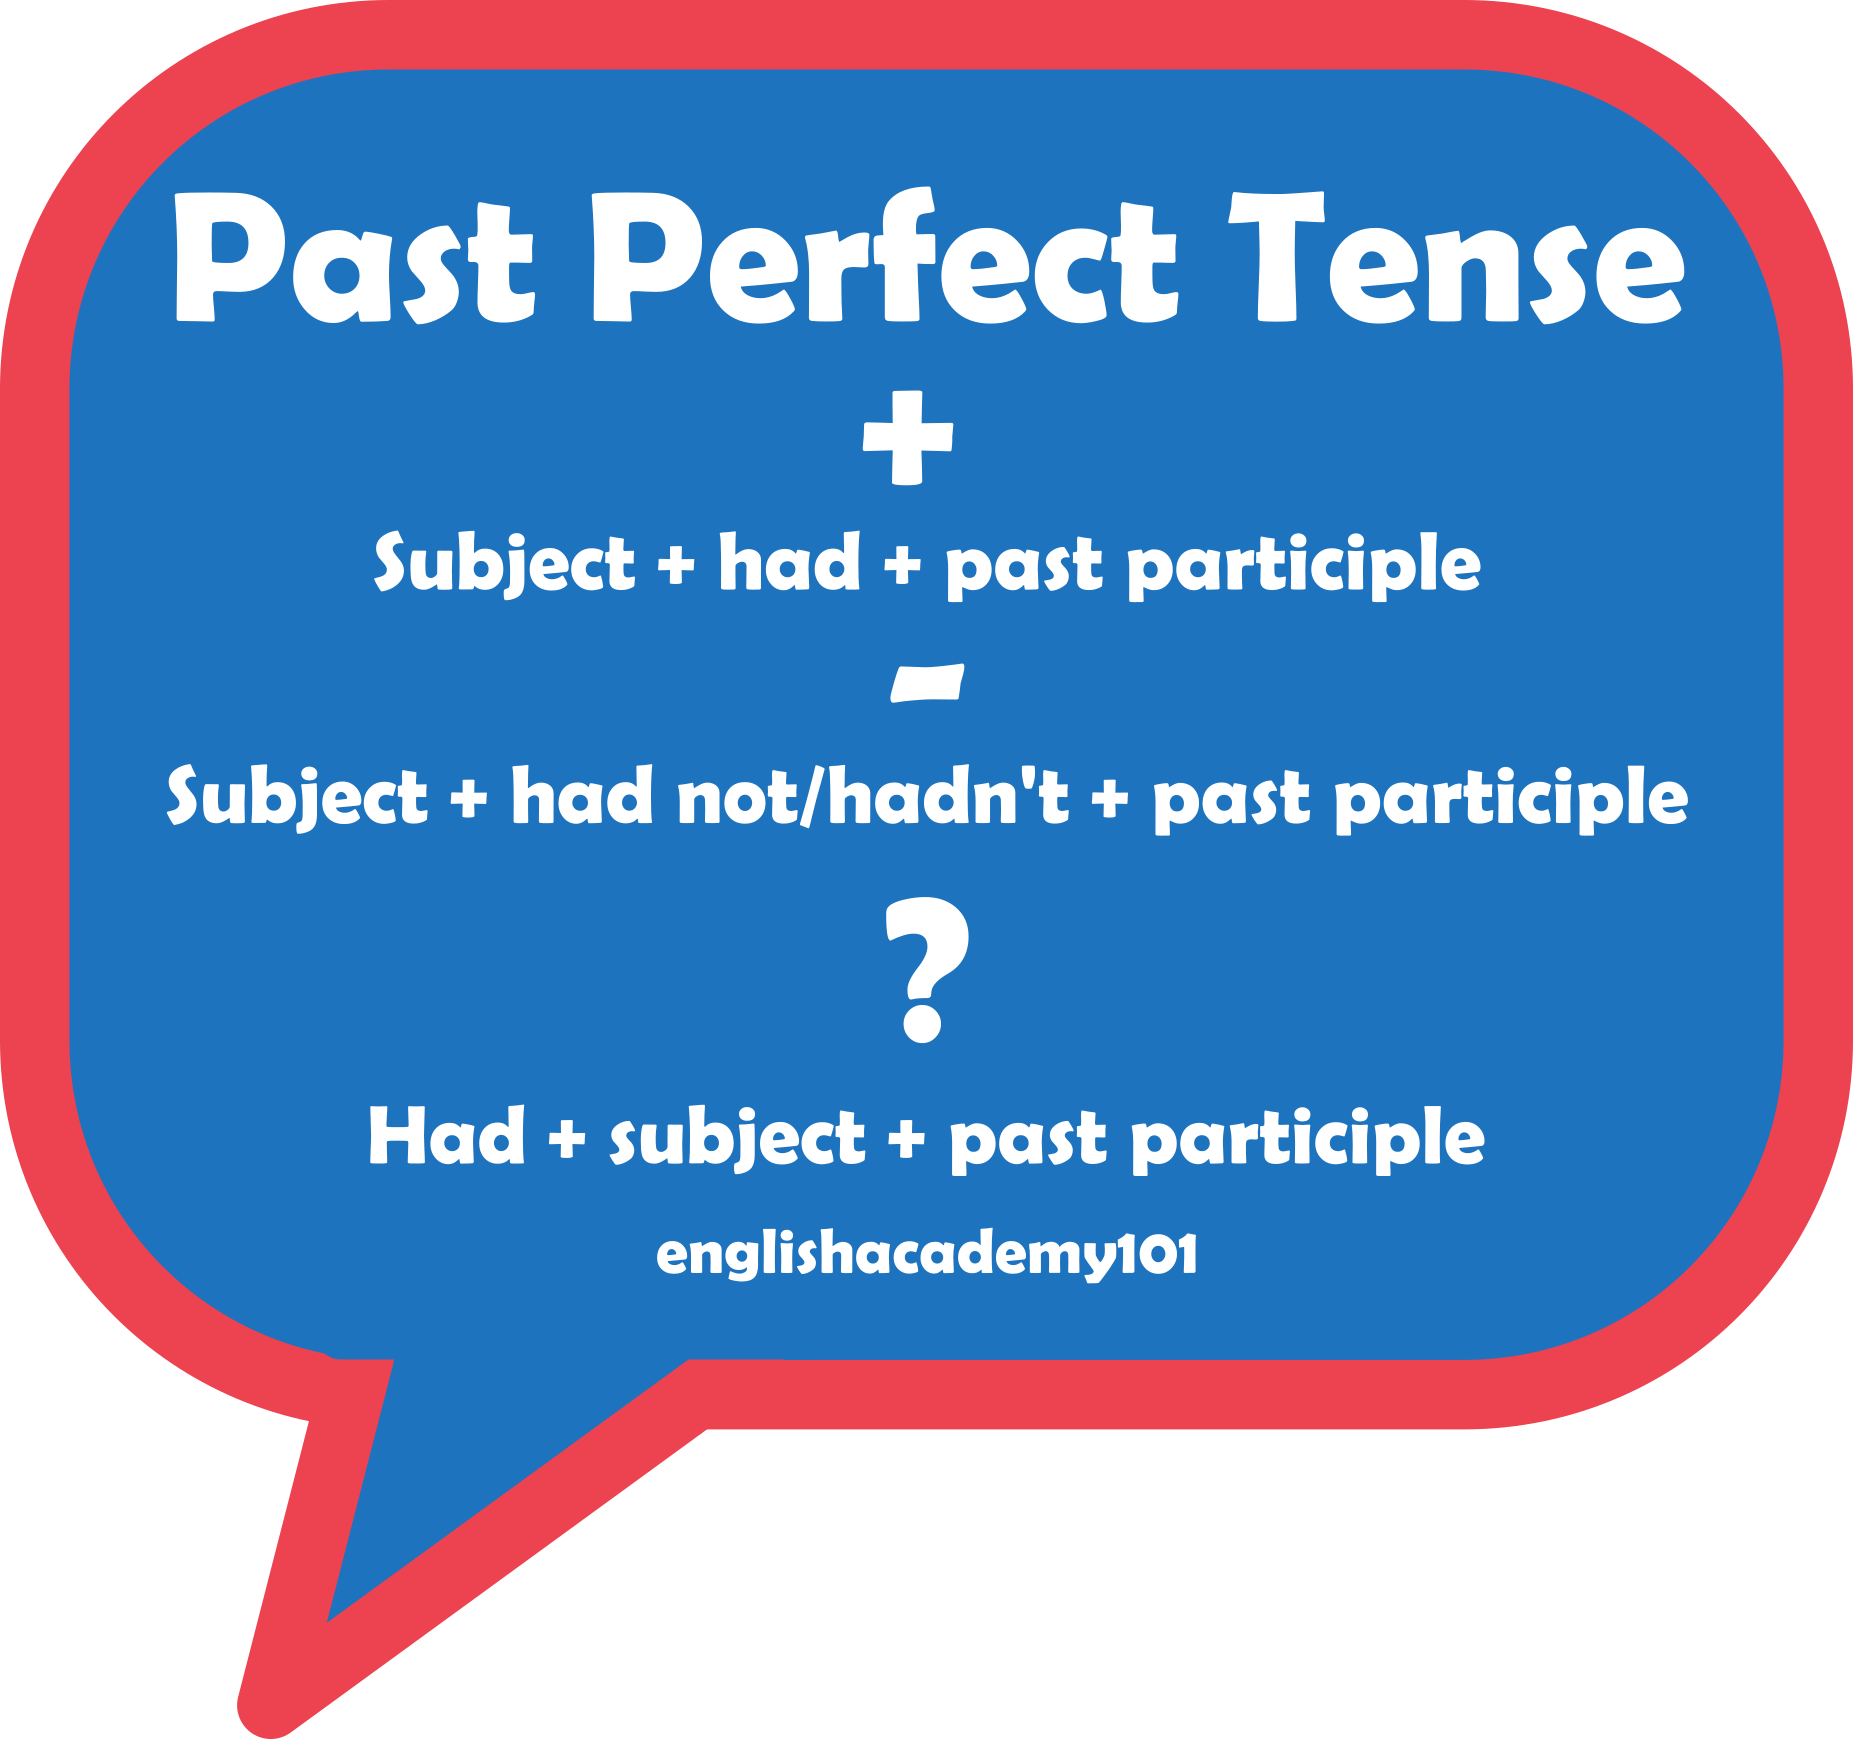 Past Perfect Tense
+
Subject + had + past participle
-
Subject + had not/hadn't + past participle
?
Had + subject + past participle
englishacademy101